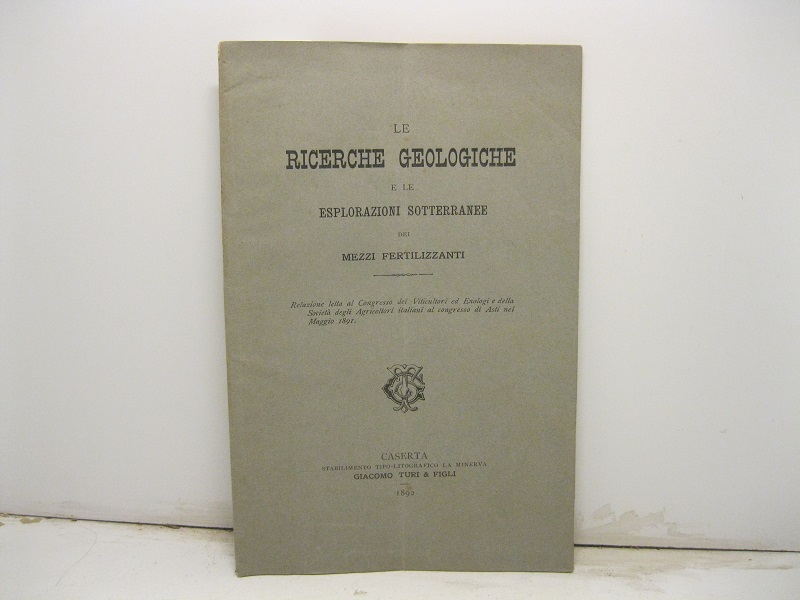 LE
RICERCHE GEOLOGICHE
E LE
ESPLORAZIONI SOTTERRANEE
DEI
MEZZI FERTILIZZANTI
Relazione letta al Congresso dei Viticultori ed Enologi e della
Società degli Agricoltori italiani al congresso di Asti nel
Maggio 1891.
CASERTA
STABILIMENTO TIPO-LITOGRAFICO LA MINERVA
GIACOMO TURI & FIGLI
1892